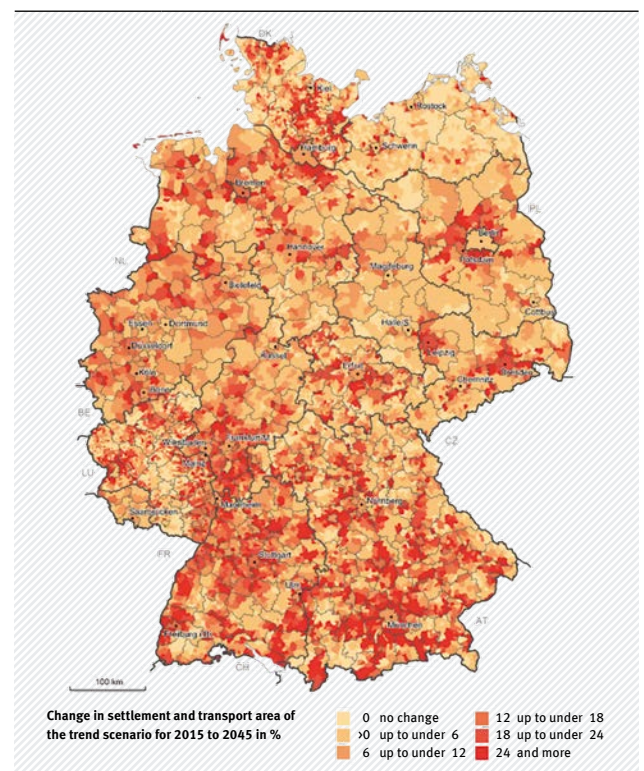 DK
Kiel
Rostock
Hamburg
Schwerin
Bremen
PL
Berlin
Hannover
Potsdam
NL
Magdeburg
Bielefeld
Cottbus
Essen Dortmund
Halle/S
Düsseldorf
Leipzig
Kassel
Erfurt
Dresden
Köln
Chemnitz
Bonn
BE
Wiesbaden
Frankfurt/M
CZ
Mainz
LU
Nürnberg
Mannheim
Saarbrücken
FR
Stuttgart
Ulm
München
AT
Freiburg i.Br.
CH
100 km
Change in settlement and transport area of
the trend scenario for 2015 to 2045 in %
0 no change
>0 up to under 6
6 up to under 12
12 up to under 18
18 up to under 24
24 and more